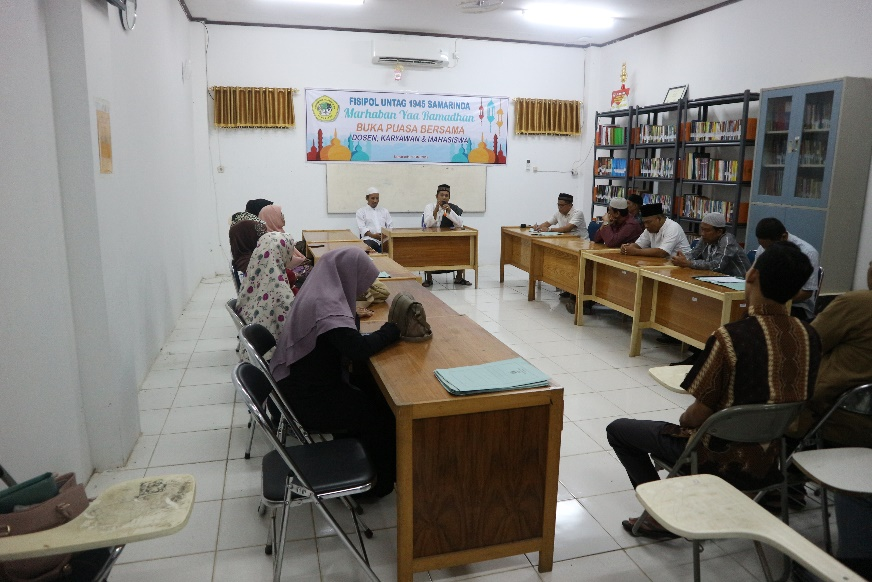 FISIPOL UNTAG 1945 SAMARINDA
Marhaban Yaa Ramadhan
BUKA PUASA BERSAMA
(DOSEN, KARYAWAN & MAHASISWA)